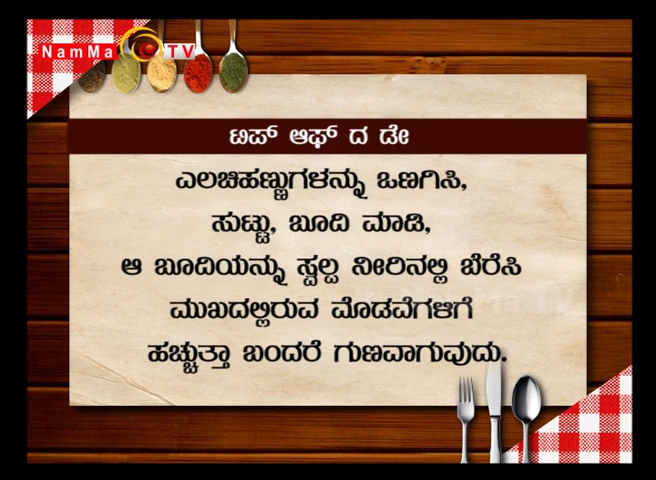 NamMa TV
ಟಿಪ್ ಆಫ್ ದ ಡೇ
ಎಲಚಿಹಣ್ಣುಗಳನ್ನು ಒಣಗಿಸಿ,
ಸುಟ್ಟು, ಬೂದಿ ಮಾಡಿ,
ಆ ಬೂದಿಯನ್ನು ಸ್ವಲ್ಪ ನೀರಿನಲ್ಲಿ ಬೆರೆಸಿ
ಮುಖದಲ್ಲಿರುವ ಮೊಡವೆಗಳಿಗೆ
ಹಚ್ಚುತ್ತಾ ಬಂದರೆ ಗುಣವಾಗುವುದು.